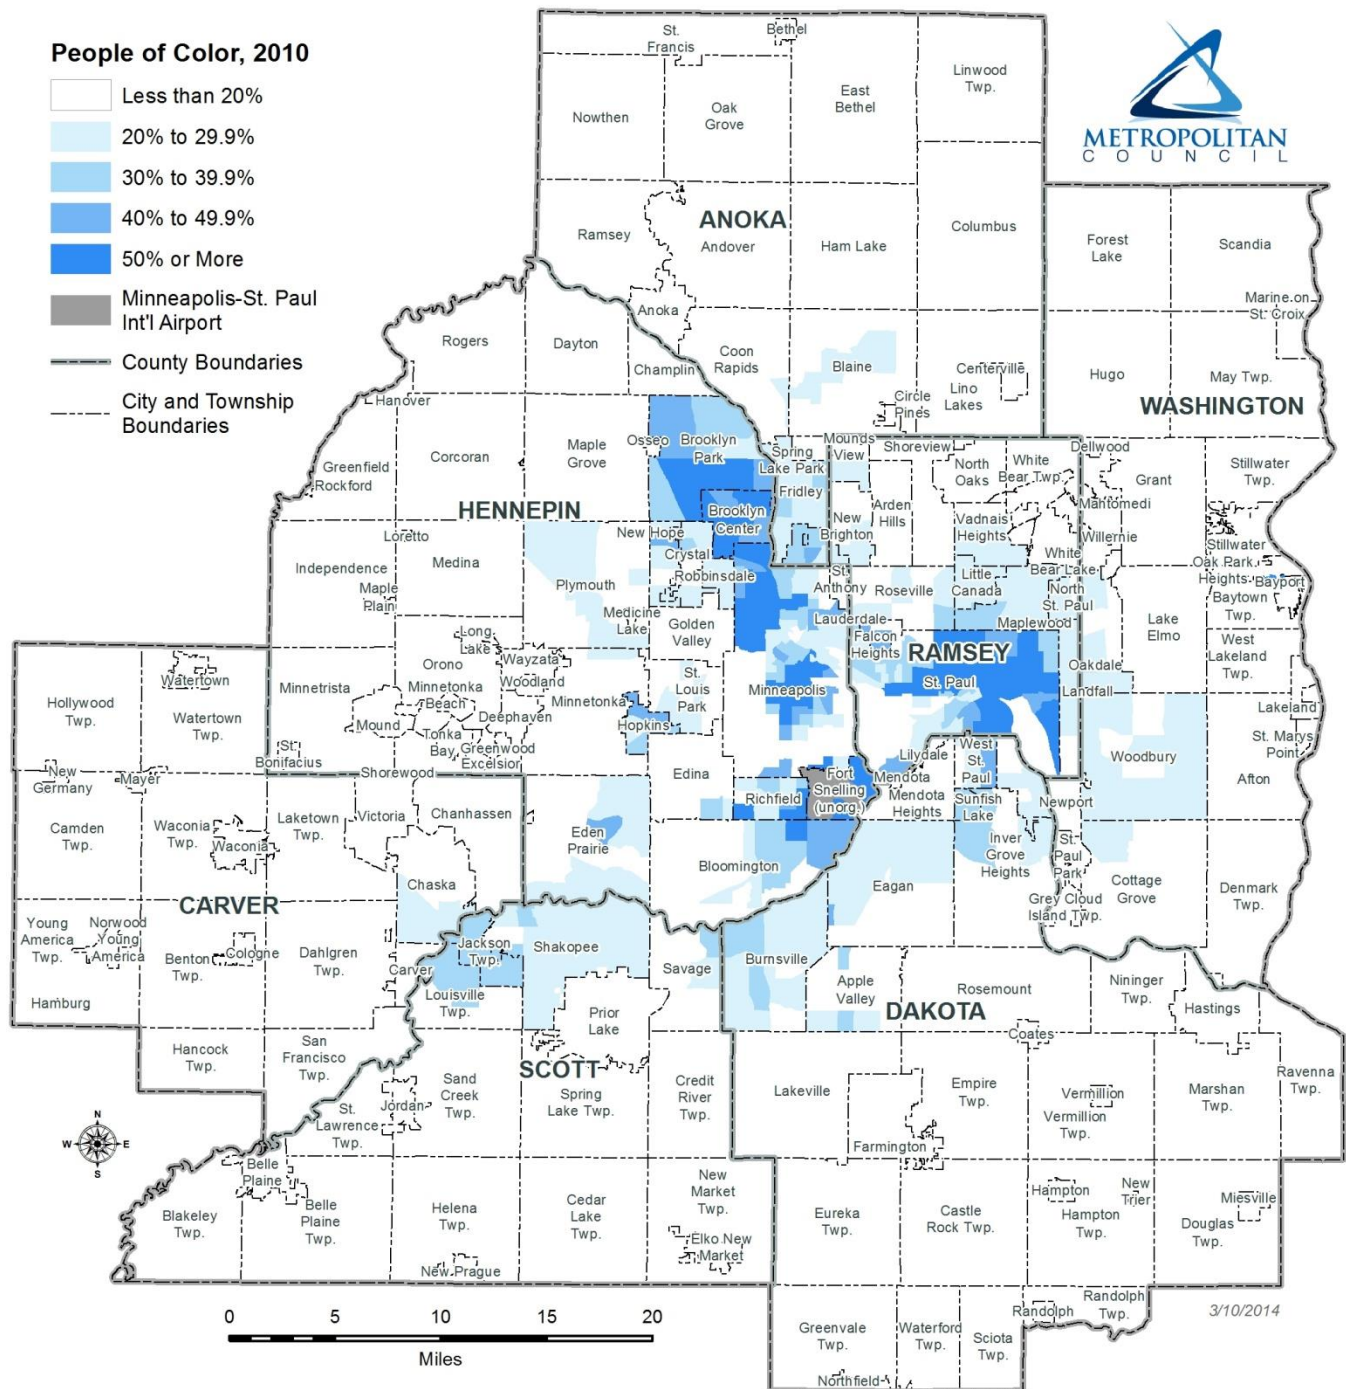 People of Color, 2010
Less than 20%
20% to 29.9%
30% to 39.9%
40% to 49.9%
50% or More
Minneapolis-St. Paul
Int'l Airport
County Boundaries
City and Township
Boundaries
METROPOLITAN
COUNCIL
St.
Francis
Bethel
Linwood
Twp.
East
Bethel
Oak
Grove
Nowthen
ANOKA
Ramsey
Andover
Ham Lake
Columbus
Forest
Lake
Scandia
Marine on
St. Croix
Anoka
Rogers
Dayton
Champlin
Coon
Rapids
Blaine
Centerville
Circle
Pines
Lino
Lakes
Hugo
May Twp.
WASHINGTON
Hanover
Osseo
Brooklyn
Park
Maple
Grove
Corcoran
Greenfield
Rockford
HENNEPIN
Spring
Lake Park
Mounds
View
Shoreview
North
Oaks
White
Bear Twp.
Dellwood
Grant
Stillwater
Twp.
Fridley
Brooklyn
Center
New
Brighton
Arden
Hills
Vadnais
Heights
Mahtomedi
Willernie
Stillwater
Oak Park
Heights
Bayport
Baytown
Twp.
New Hope
Crystal
Robbinsdale
Loretto
Independence
Medina
Maple
Plain
Plymouth
Medicine
Lake
Golden
Valley
St.
Anthony
Roseville
Little
Canada
White
Bear Lake
North
St. Paul
Maplewood
Lauderdale
Falcon
Heights
RAMSEY
St. Paul
Lake
Elmo
West
Lakeland
Twp.
Oakdale
Landfall
Lakeland
St. Marys
Point
Long
Lake
Orono
Wayzata
Woodland
Minnetonka
Beach
Minnetrista
Mound
Tonka
Bay
Deephaven
Greenwood
Excelsior
Minnetonka
St.
Louis
Park
Hopkins
Minneapolis
Watertown
Hollywood
Twp.
Watertown
Twp.
St.
Bonifacius
Shorewood
New
Germany
Mayer
Camden
Twp.
Waconia
Twp.
Waconia
Laketown
Twp.
Victoria
Chanhassen
Edina
Richfield
Fort
Snelling
(unorg.)
Lilydale
Mendota
Mendota
Heights
West
St.
Paul
Sunfish
Lake
Newport
Woodbury
Afton
Inver
Grove
Heights
St.
Paul
Park
Grey Cloud
Island Twp.
Cottage
Grove
Denmark
Twp.
Eden
Prairie
Bloomington
Eagan
Chaska
CARVER
Young
America
Twp.
Norwood
Young
America
Benton
Twp.
Cologne
Dahlgren
Twp.
Hamburg
Carver
Jackson
Twp.
Louisville
Twp.
Shakopee
Savage
Burnsville
Apple
Valley
Rosemount
DAKOTA
Nininger
Twp.
Hastings
Prior
Lake
Coates
Hancock
Twp.
San
Francisco
Twp.
SCOTT
Sand
Creek
Twp.
Spring
Lake Twp.
Credit
River
Twp.
Lakeville
Empire
Twp.
Vermillion
Vermillion
Twp.
Marshan
Twp.
Ravenna
Twp.
St.
Lawrence
Twp.
Jordan
Farmington
Belle
Plaine
Belle
Plaine
Twp.
Blakeley
Twp.
Helena
Twp.
Cedar
Lake
Twp.
New
Market
Twp.
Elko New
Market
New Prague
Eureka
Twp.
Castle
Rock Twp.
Hampton
Hampton
Twp.
New
Trier
Miesville
Douglas
Twp.
Randolph
Randolph
Twp.
Greenvale
Twp.
Waterford
Twp.
Sciota
Twp.
Northfield
N
W
E
S
0 5 10 15 20
Miles
3/10/2014